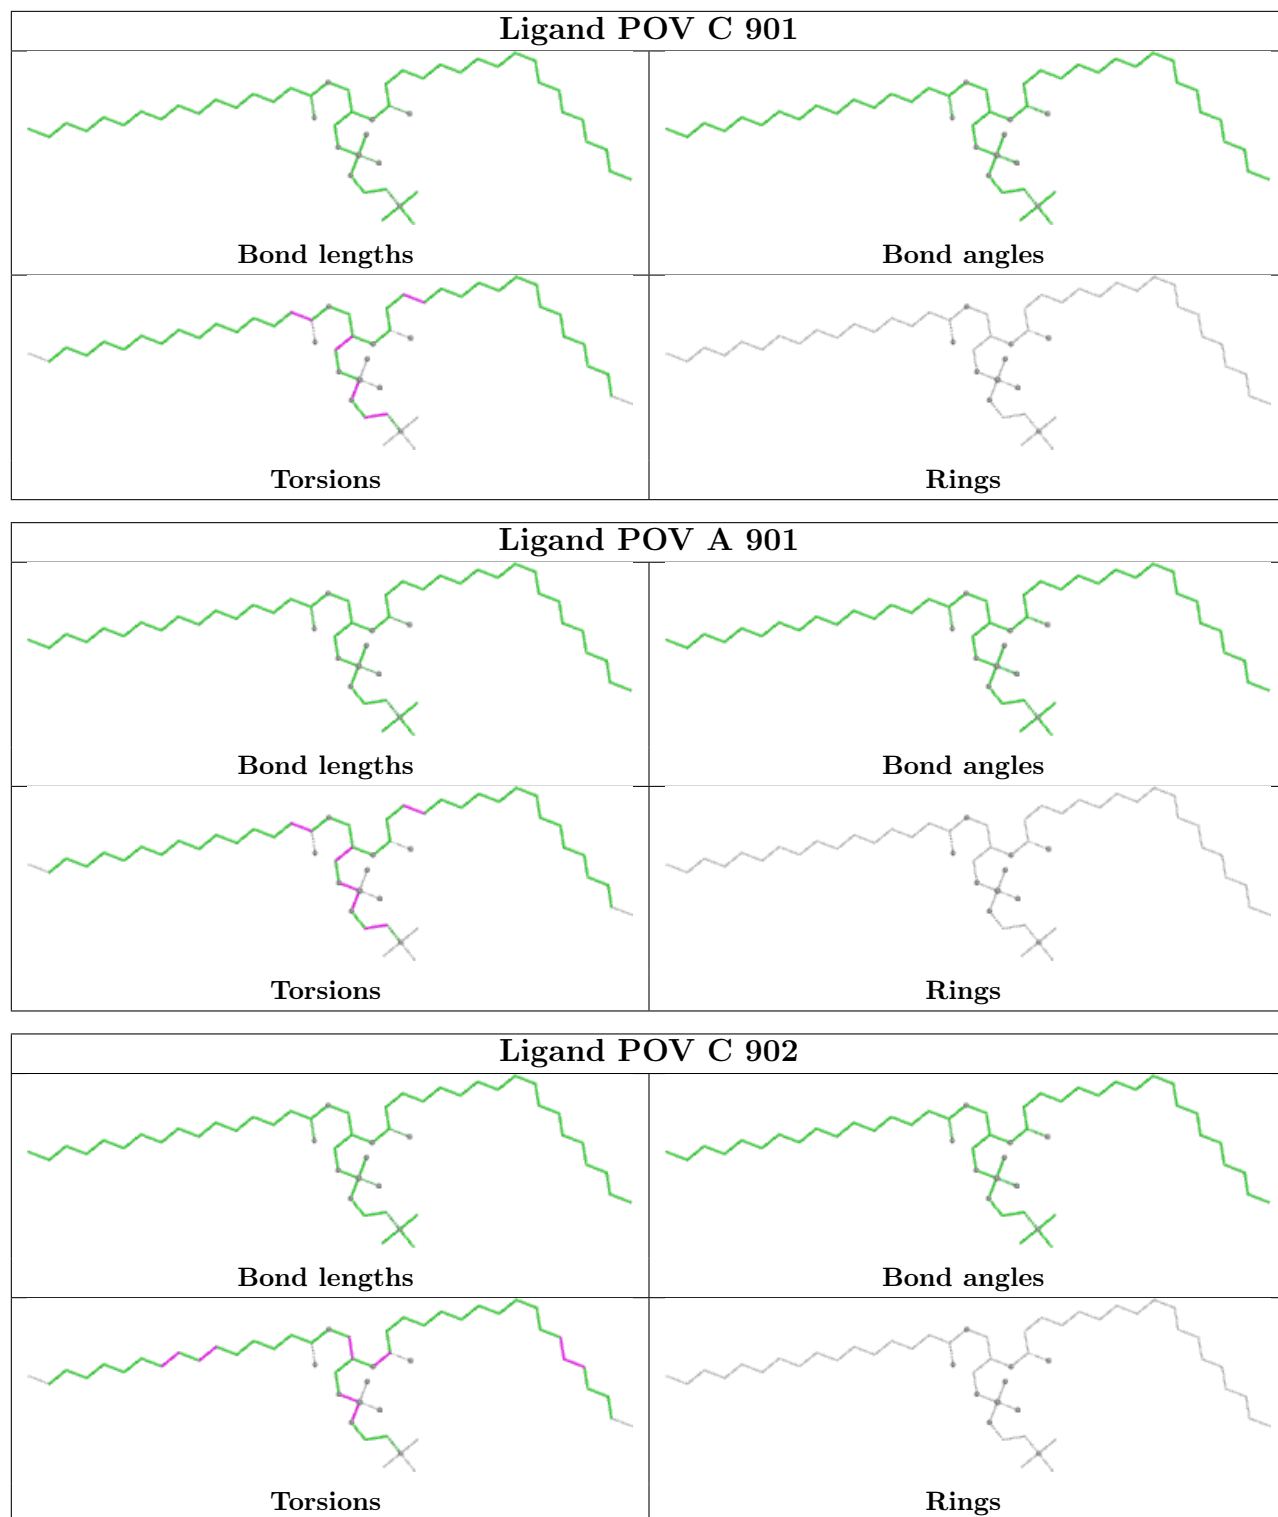 Ligand POV C 901
Bond lengths
Bond angles
Torsions
Rings
Ligand POV A 901
Bond lengths
Bond angles
Torsions
Rings
Ligand POV C 902
Bond lengths
Bond angles
Torsions
Rings